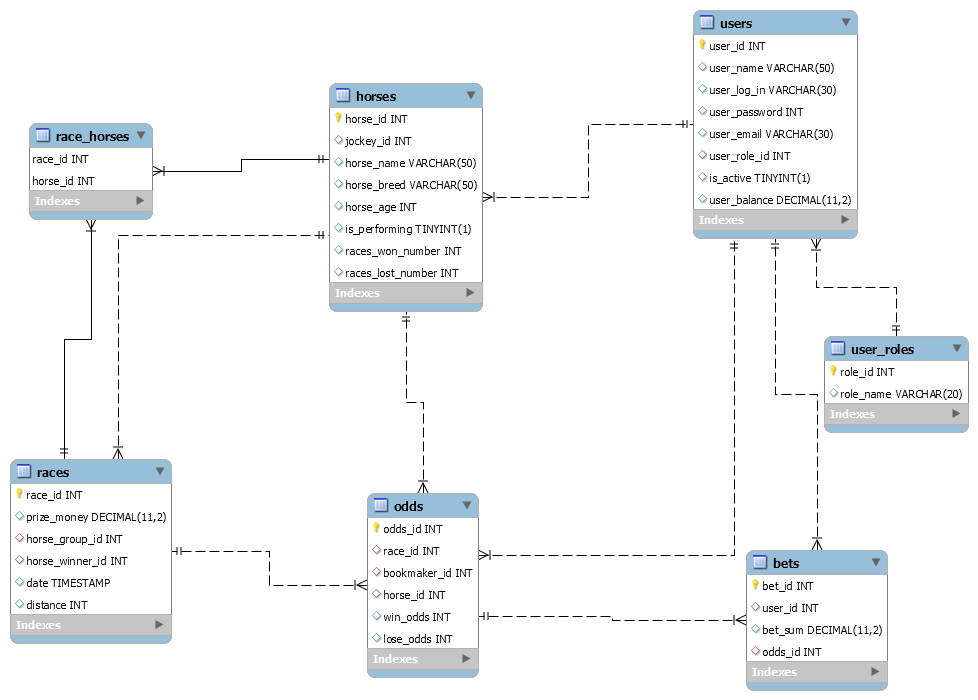 users
user_id INT
user_name VARCHAR(50)
user_log_in VARCHAR(30)
user_password INT
user_email VARCHAR(30)
user_role_id INT
is_active TINYINT(1)
user_balance DECIMAL(11,2)
Indexes
horses
horse_id INT
jockey_id INT
horse_name VARCHAR(50)
horse_breed VARCHAR(50)
horse_age INT
is_performing TINYINT(1)
races_won_number INT
races_lost_number INT
Indexes
race_horses
race_id INT
horse_id INT
Indexes
user_roles
role_id INT
role_name VARCHAR(20)
Indexes
races
race_id INT
prize_money DECIMAL(11,2)
horse_group_id INT
horse_winner_id INT
date TIMESTAMP
distance INT
Indexes
odds
odds_id INT
race_id INT
bookmaker_id INT
horse_id INT
win_odds INT
lose_odds INT
Indexes
bets
bet_id INT
user_id INT
bet_sum DECIMAL(11,2)
odds_id INT
Indexes